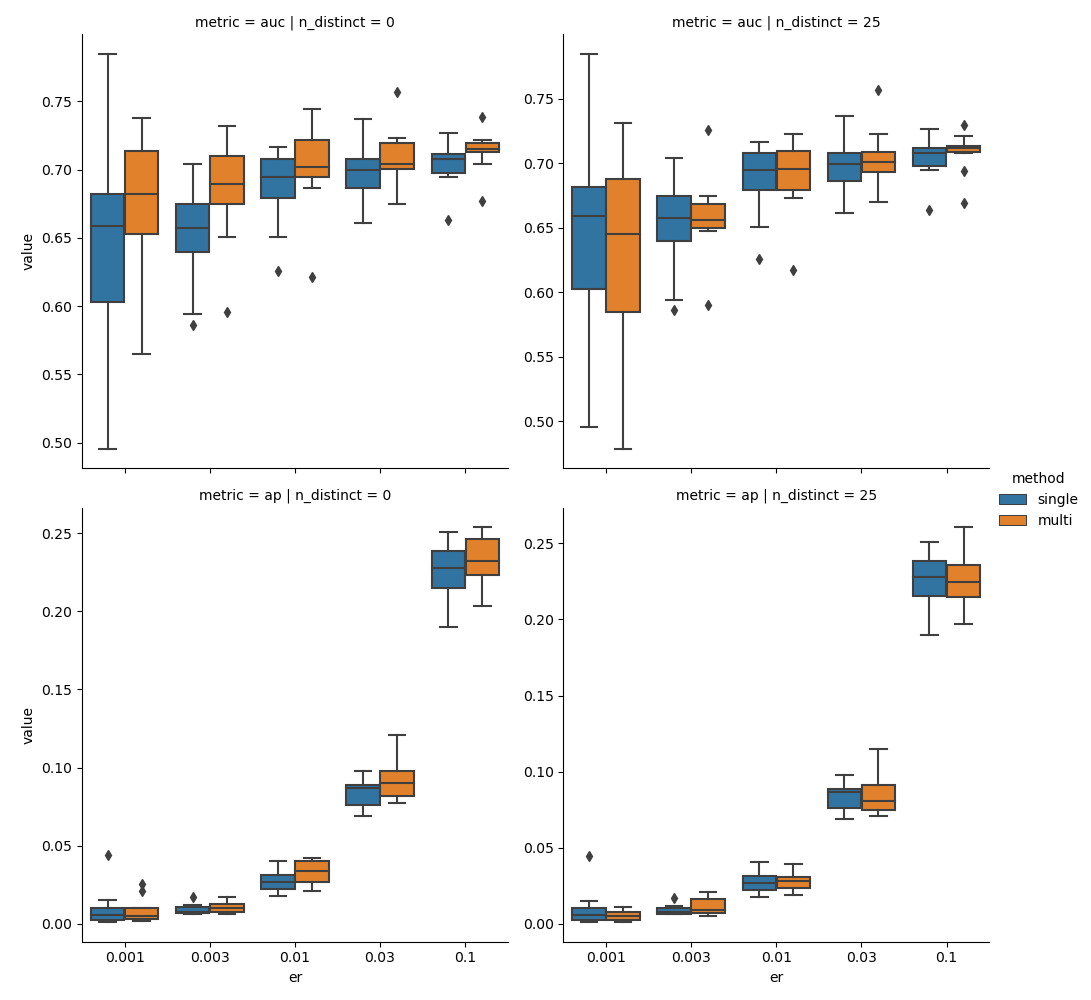 metric = auc | n_distinct = 0
metric = auc | n_distinct = 25
0.75
0.70
0.65
0.60
0.55
0.50
value
0.75
0.70
0.65
0.60
0.55
0.50
method
single
multi
metric = ap | n_distinct = 0
metric = ap | n_distinct = 25
0.25
0.20
0.15
0.10
0.05
0.00
value
0.25
0.20
0.15
0.10
0.05
0.00
0.001 0.003 0.01 0.03 0.1
er
0.001 0.003 0.01 0.03 0.1
er